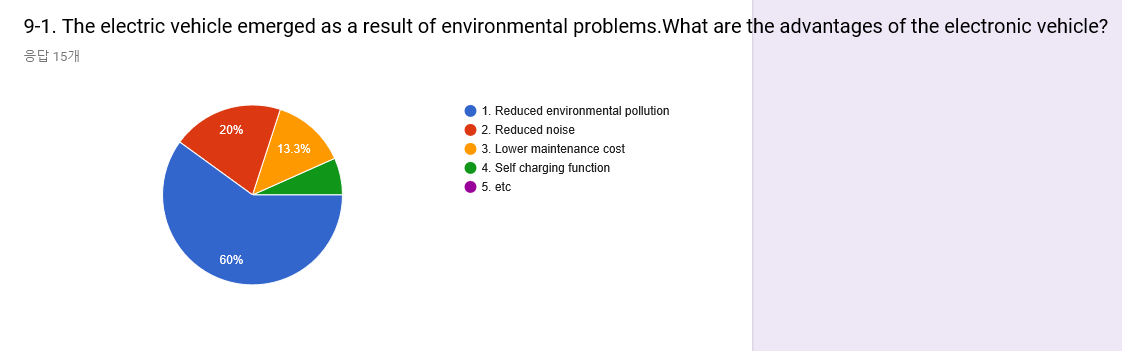 9-1. The electric vehicle emerged as a result of environmental problems.What are the advantages of the electronic vehicle?
응답 15개
20%
13.3%
60%
1. Reduced environmental pollution
2. Reduced noise
3. Lower maintenance cost
4. Self charging function
5. etc